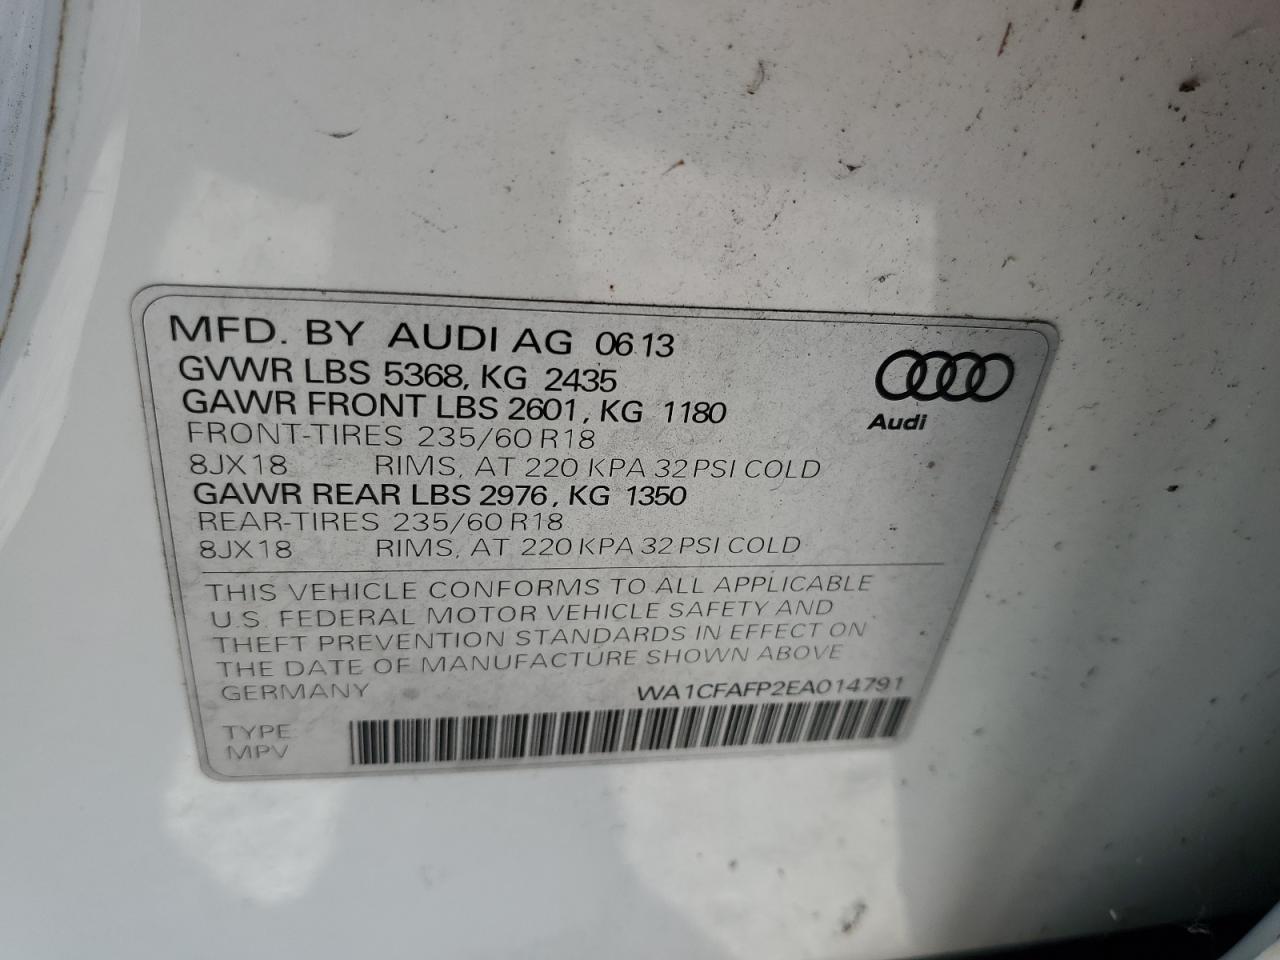 MFD. BY AUDI AG 06 13
GVWR LBS 5368, KG 2435
GAWR FRONT LBS 2601, KG 1180
FRONT-TIRES 235/60 R18
8JX18 RIMS, AT 220 KPA 32 PSI COLD
GAWR REAR LBS 2976, KG 1350
REAR-TIRES 235/60 R18
8JX18 RIMS, AT 220 KPA 32 PSI COLD
Audi
THIS VEHICLE CONFORMS TO ALL APPLICABLE
U.S. FEDERAL MOTOR VEHICLE SAFETY AND
THEFT PREVENTION STANDARDS IN EFFECT ON
THE DATE OF MANUFACTURE SHOWN ABOVE
GERMANY WA1CFAFP2EA014791
TYPE:
MPV